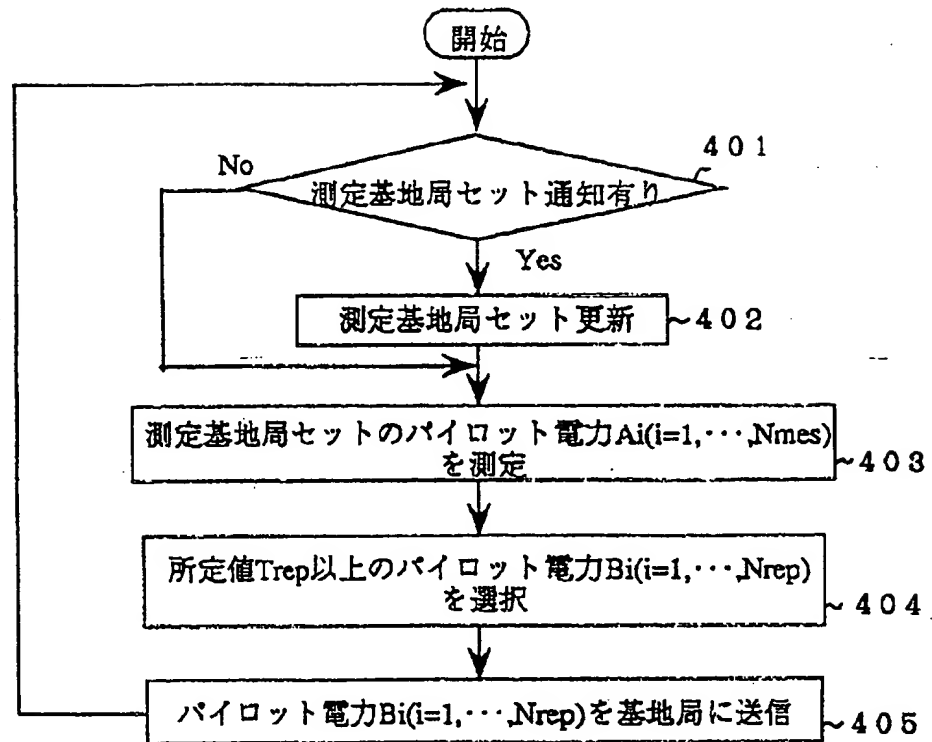 開始
401
No
測定基地局セット通知有り
Yes
測定基地局セット更新
~402
測定基地局セットのパイロット電力Ai(i=1,・・・,Nmes)
を測定
~403
所定値Trep以上のパイロット電力Bi(i=1,・・・,Nrep)
を選択
~404
パイロット電力Bi(i=1,・・・,Nrep)を基地局に送信
~405